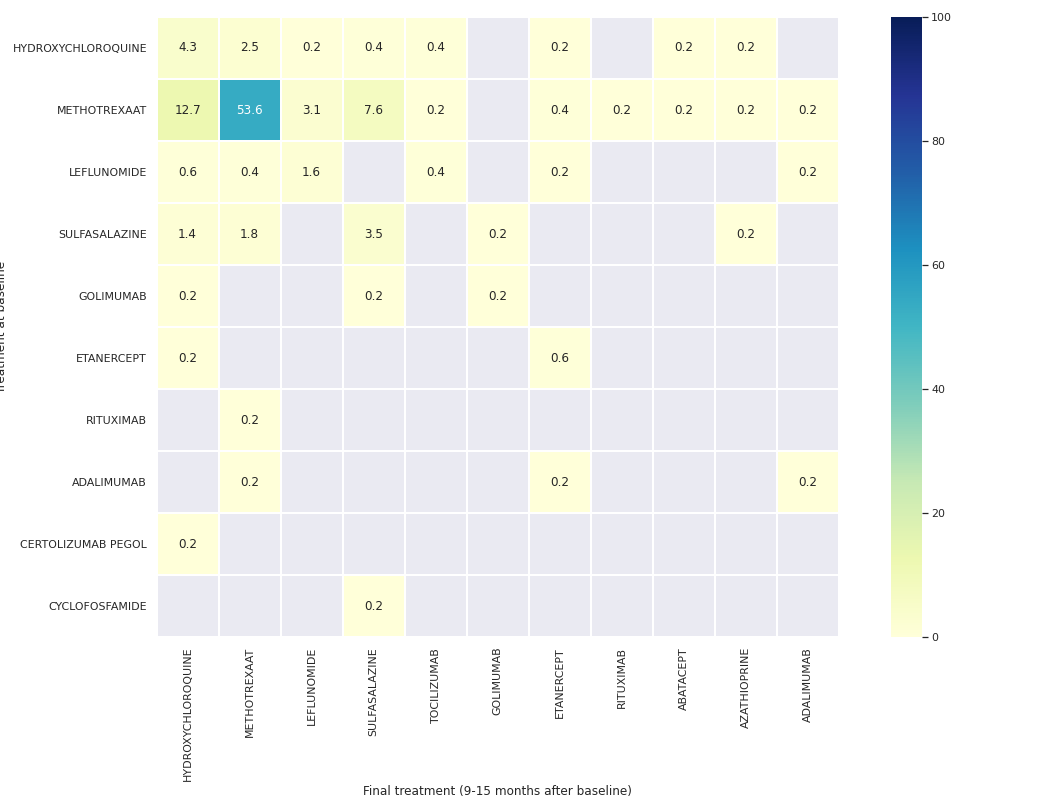 HYDROXYCHLOROQUINE 4.3 2.5 0.2 0.4 0.4 0.2 0.2 0.2
METHOTREXAAT 12.7 53.6 3.1 7.6 0.2 0.4 0.2 0.2 0.2 0.2
LEFLUNOMIDE 0.6 0.4 1.6 0.4 0.2 0.2
SULFASALAZINE 1.4 1.8 3.5 0.2 0.2
GOLIMUMAB 0.2 0.2 0.2
ETANERCEPT 0.2 0.6
RITUXIMAB 0.2
ADALIMUMAB 0.2 0.2 0.2
CERTOLIZUMAB PEGOL 0.2
CYCLOFOSFAMIDE 0.2
HYDROXYCHLOROQUINE
METHOTREXAAT
LEFLUNOMIDE
SULFASALAZINE
TOCILIZUMAB
GOLIMUMAB
ETANERCEPT
RITUXIMAB
ABATACEPT
AZATHIOPRINE
ADALIMUMAB
Final treatment (9-15 months after baseline)
Treatment at baseline
100
80
60
40
20
0